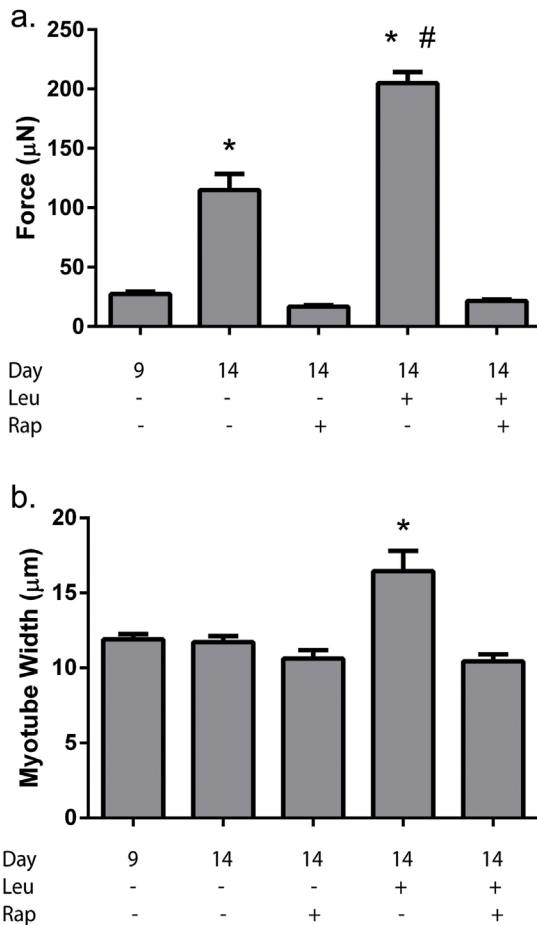 a.
250
200
150
100
50
0
Force (μN)
*
* #
Day 9 14 14 14 14
Leu - - - + +
Rap - - + - +
b.
20
15
10
5
0
Myotube Width (μm)
*
Day 9 14 14 14 14
Leu - - - + +
Rap - - + - +